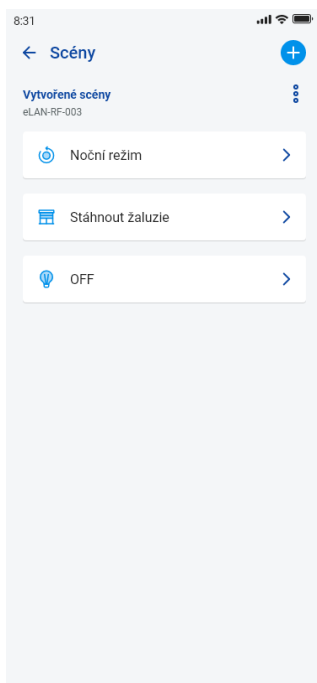 8:31
Scény
Vytvořené scény
eLAN-RF-003
Noční režim
Stáhnout žaluzie
OFF